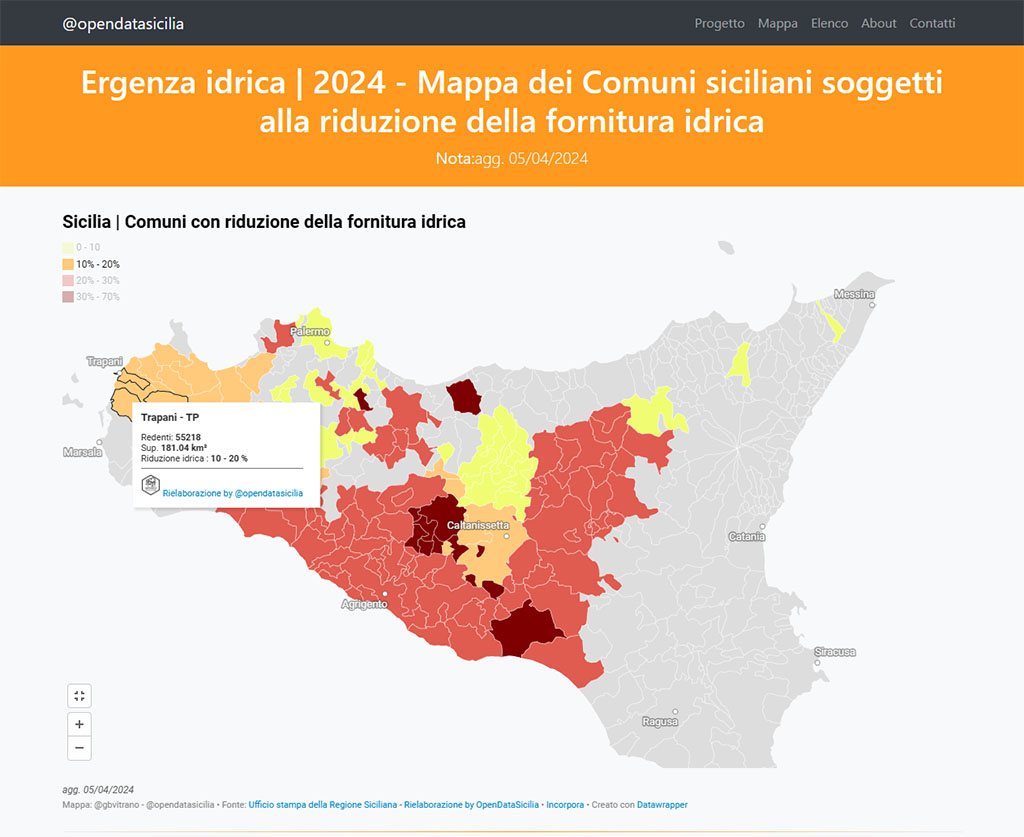 @opendatasicilia
Progetto Mappa Elenco About Contatti
Ergenza idrica | 2024 - Mappa dei Comuni siciliani soggetti
alla riduzione della fornitura idrica
Nota:agg. 05/04/2024
Sicilia | Comuni con riduzione della fornitura idrica
0 - 10
10% - 20%
20% - 30%
30% - 70%
Messina
Palermo
Trapani
Trapani - TP
Redenti: 55218
Sup. 181.04 km²
Riduzione idrica : 10 - 20 %
Rielaborazione by @opendatasicilia
Marsala
Caltanissetta
Catania
Agrigento
Siracusa
Ragusa
+
−
agg. 05/04/2024
Mappa: @gbvitrano - @opendatasicilia • Fonte: Ufficio stampa della Regione Siciliana - Rielaborazione by OpenDataSicilia • Incorpora • Creato con Datawrapper